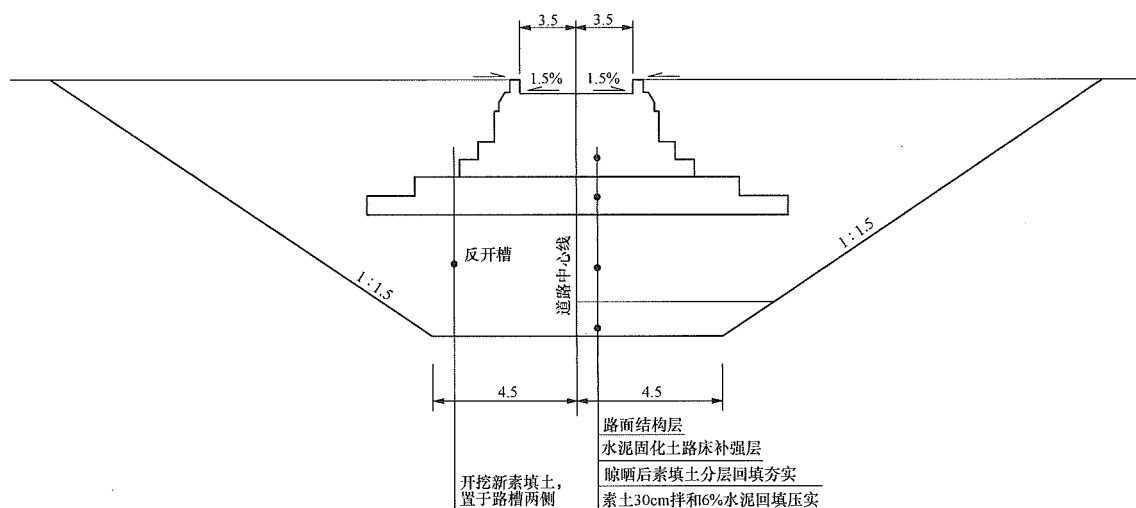 3.5
3.5
1.5%
1.5%
1:1.5
1:1.5
反开槽
道路中心线
4.5
4.5
路面结构层
水泥固化土路床补强层
晾晒后素填土分层回填夯实
素土30cm拌和6%水泥回填压实
开挖新素填土，
置于路槽两侧